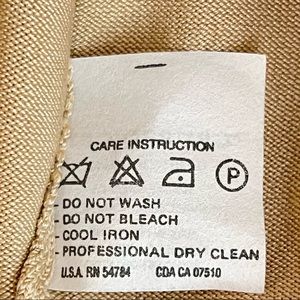 CARE INSTRUCTION
P
- DO NOT WASH
- DO NOT BLEACH
- COOL IRON
- PROFESSIONAL DRY CLEAN
U.S.A. RN 54784 CDA CA 07510